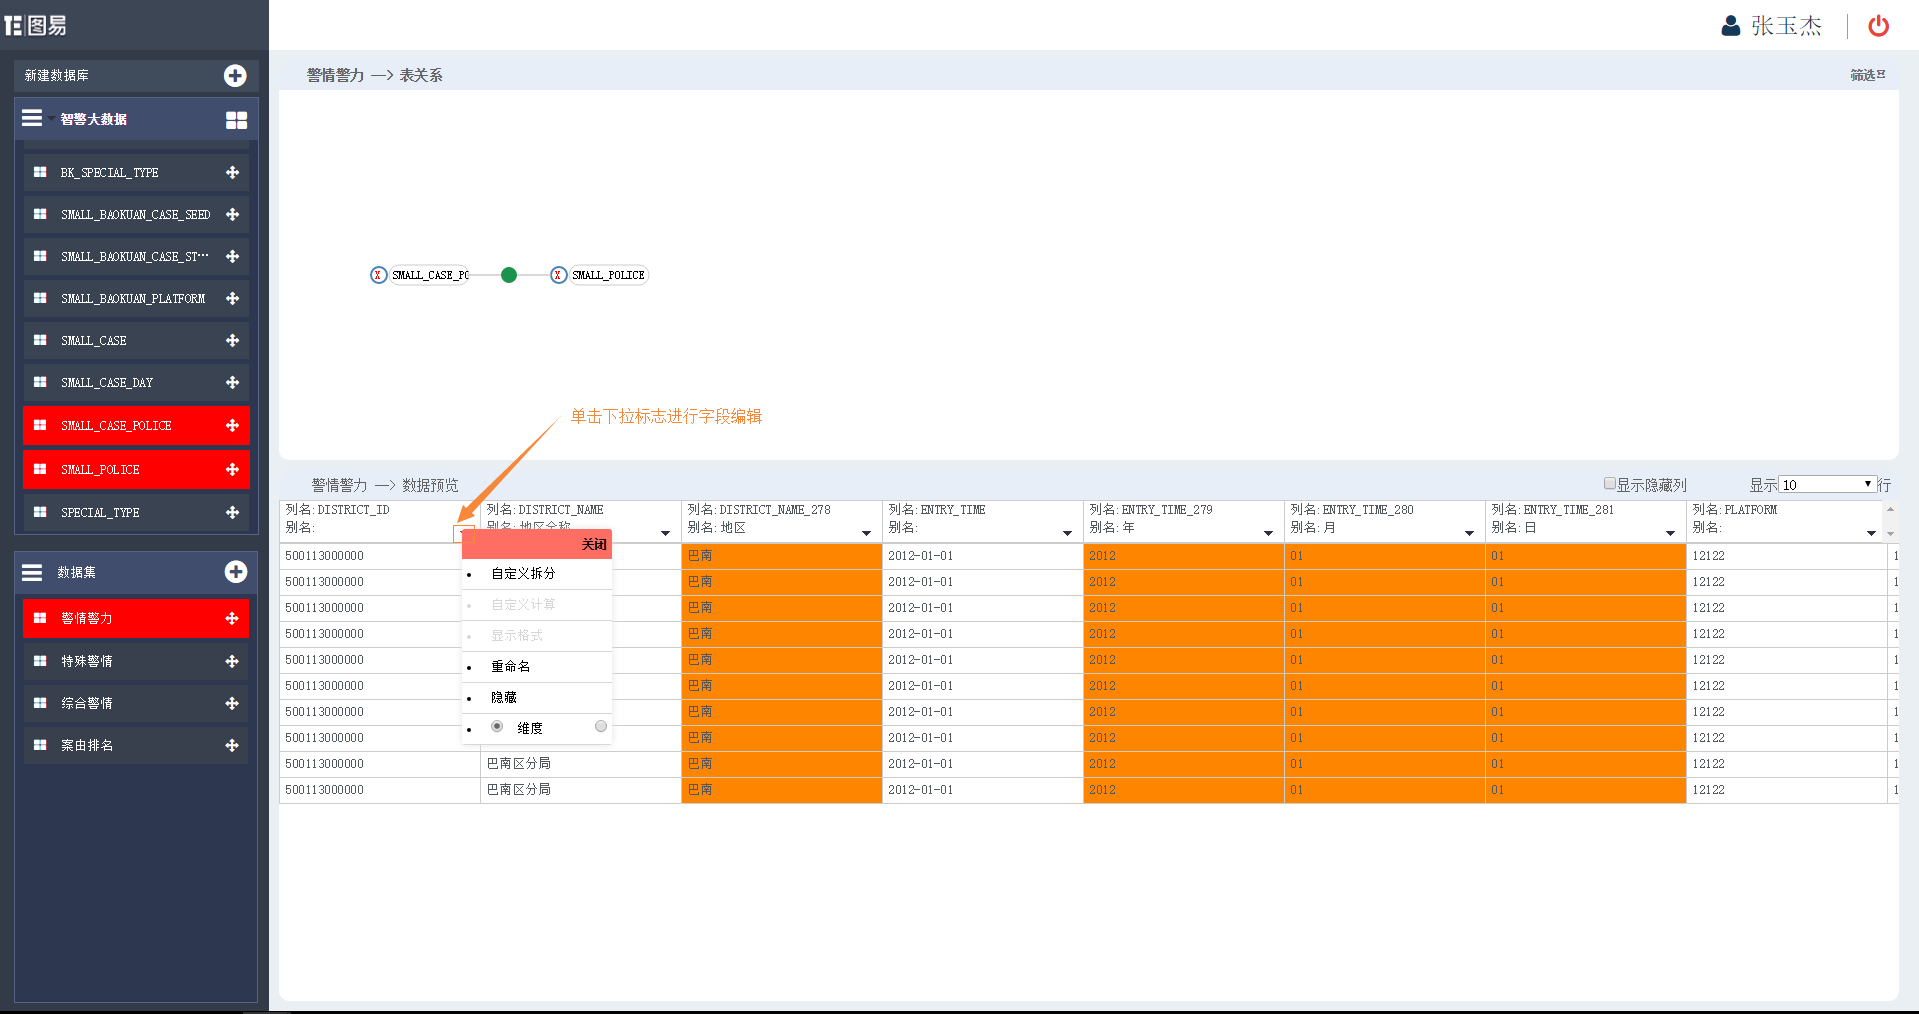 图易
张玉杰
新建数据库
智警大数据
BK_SPECIAL_TYPE
SMALL_BAOKUAN_CASE_SEED
SMALL_BAOKUAN_CASE_ST…
SMALL_BAOKUAN_PLATFORM
SMALL_CASE
SMALL_CASE_DAY
SMALL_CASE_POLICE
SMALL_POLICE
SPECIAL_TYPE
数据集
警情警力
特殊警情
综合警情
案由排名
警情警力 —> 表关系
筛选
X SMALL_CASE_PO
X SMALL_POLICE
单击下拉标志进行字段编辑
警情警力 —> 数据预览
显示隐藏列
显示 10 行
列名:DISTRICT_ID 列名:DISTRICT_NAME 列名:DISTRICT_NAME_278 列名:ENTRY_TIME 列名:ENTRY_TIME_279 列名:ENTRY_TIME_280 列名:ENTRY_TIME_281 列名:PLATFORM
别名: 别名:地区全称 别名:地区 别名: 别名:年 别名:月 别名:日 别名:
关闭
自定义拆分
自定义计算
显示格式
重命名
隐藏
维度
500113000000 巴南 2012-01-01 2012 01 01 12122 1
500113000000 巴南 2012-01-01 2012 01 01 12122 1
500113000000 巴南 2012-01-01 2012 01 01 12122 1
500113000000 巴南 2012-01-01 2012 01 01 12122 1
500113000000 巴南 2012-01-01 2012 01 01 12122 1
500113000000 巴南 2012-01-01 2012 01 01 12122 1
500113000000 巴南 2012-01-01 2012 01 01 12122 1
500113000000 巴南 2012-01-01 2012 01 01 12122 1
500113000000 巴南区分局 巴南 2012-01-01 2012 01 01 12122 1
500113000000 巴南区分局 巴南 2012-01-01 2012 01 01 12122 1